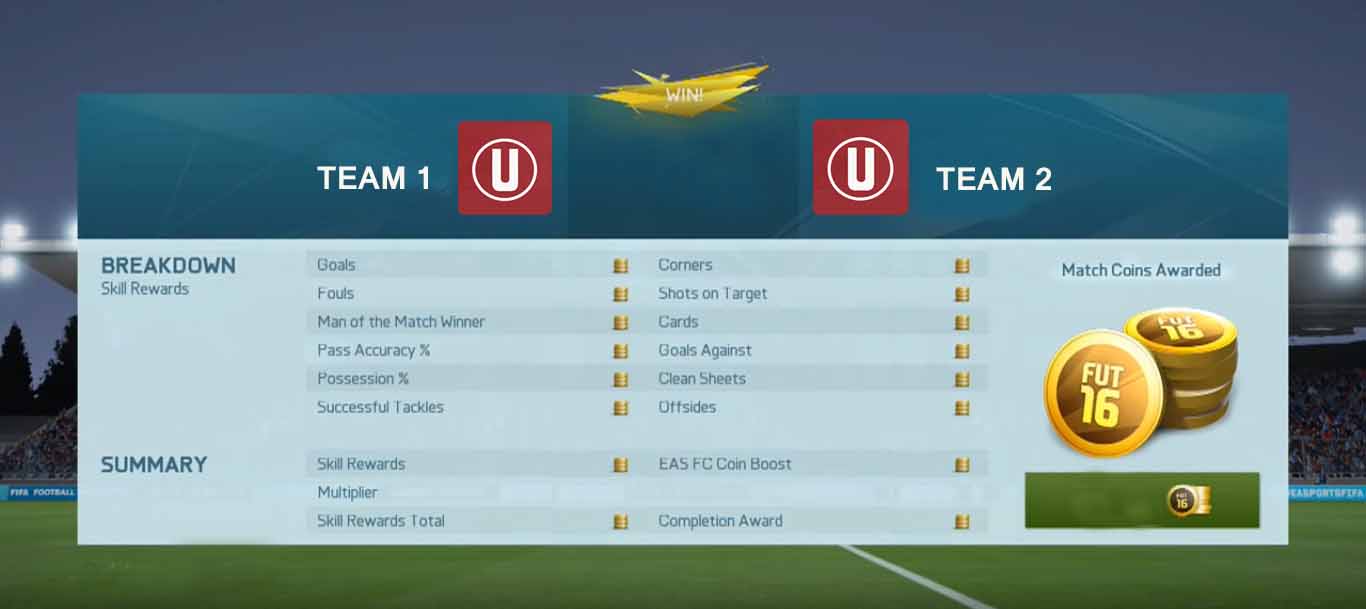 WIN!
TEAM 1
U
U
TEAM 2
BREAKDOWN
Skill Rewards
Goals
Fouls
Man of the Match Winner
Pass Accuracy %
Possession %
Successful Tackles
Corners
Shots on Target
Cards
Goals Against
Clean Sheets
Offsides
Match Coins Awarded
FUT
16
FUT
16
SUMMARY
Skill Rewards
Multiplier
Skill Rewards Total
EAS FC Coin Boost
Completion Award
FUT
16
FIFA FOOTBALL
EASPORTSFIFA